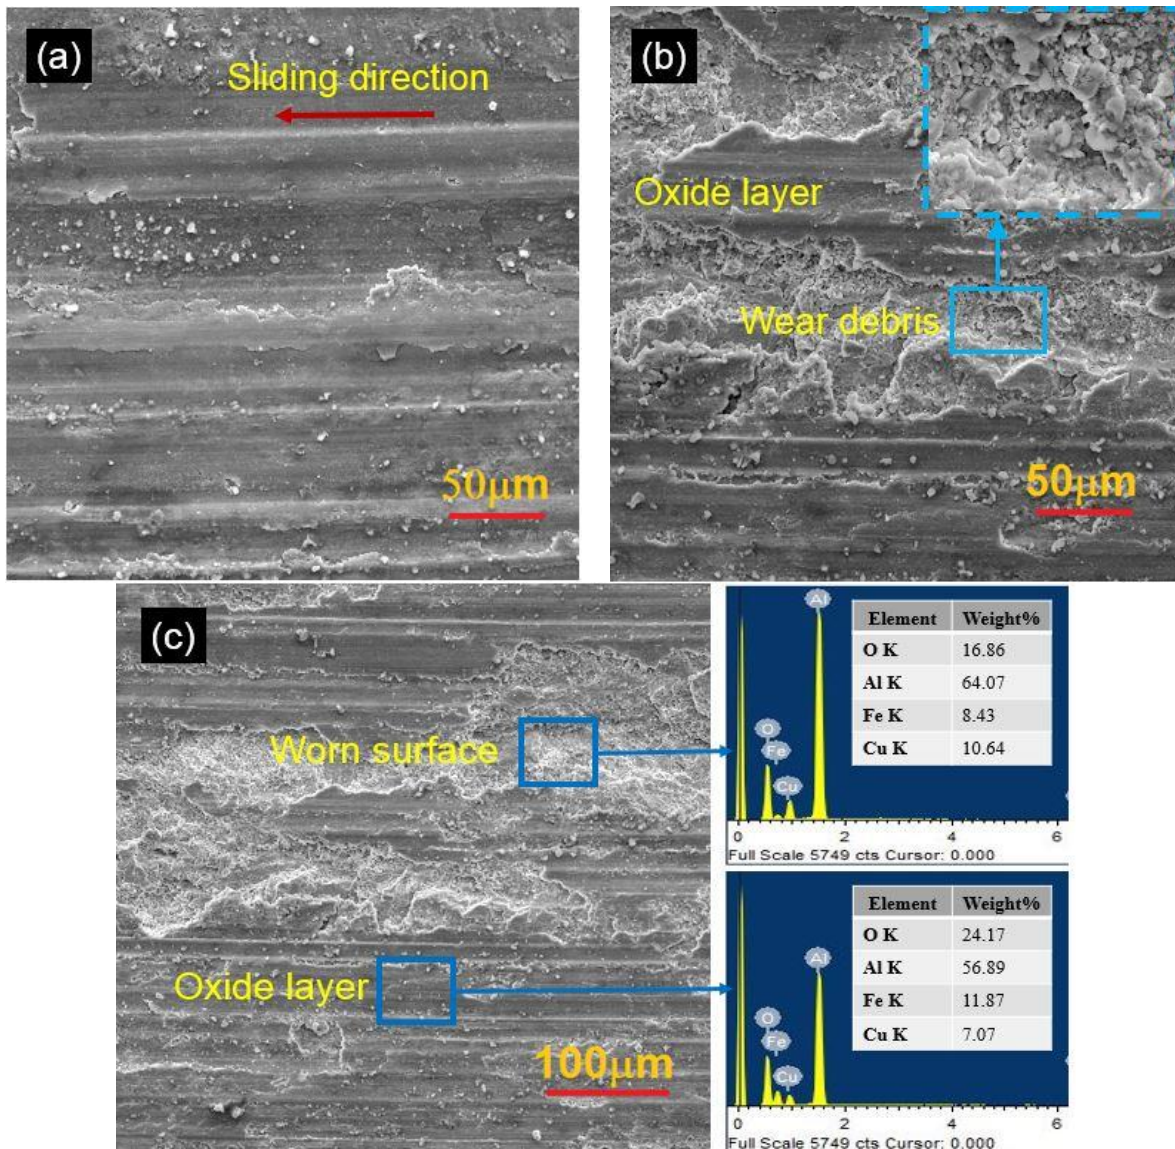 (a)
Sliding direction
50μm
(b)
Oxide layer
Wear debris
50μm
(c)
Worn surface
Oxide layer
100μm
Al
O
Fe
Cu
Element Weight%
O K 16.86
Al K 64.07
Fe K 8.43
Cu K 10.64
0 2 4 6
Full Scale 5749 cts Cursor: 0.000
Al
O
Fe
Cu
Element Weight%
O K 24.17
Al K 56.89
Fe K 11.87
Cu K 7.07
0 2 4 6
Full Scale 5749 cts Cursor: 0.000